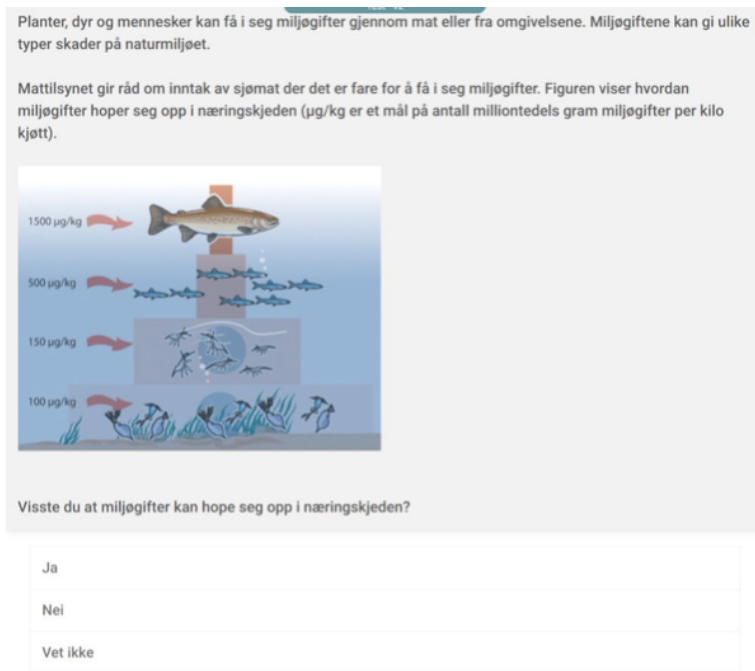 Planter, dyr og mennesker kan få i seg miljøgifter gjennom mat eller fra omgivelsene. Miljøgiftene kan gi ulike
typer skader på naturmiljøet.
Mattilsynet gir råd om inntak av sjømat der det er fare for å få i seg miljøgifter. Figuren viser hvordan
miljøgifter hoper seg opp i næringskjeden (µg/kg er et mål på antall milliontedels gram miljøgifter per kilo
kjøtt).
1500 µg/kg
500 µg/kg
150 µg/kg
100 µg/kg
Visste du at miljøgifter kan hope seg opp i næringskjeden?
Ja
Nei
Vet ikke